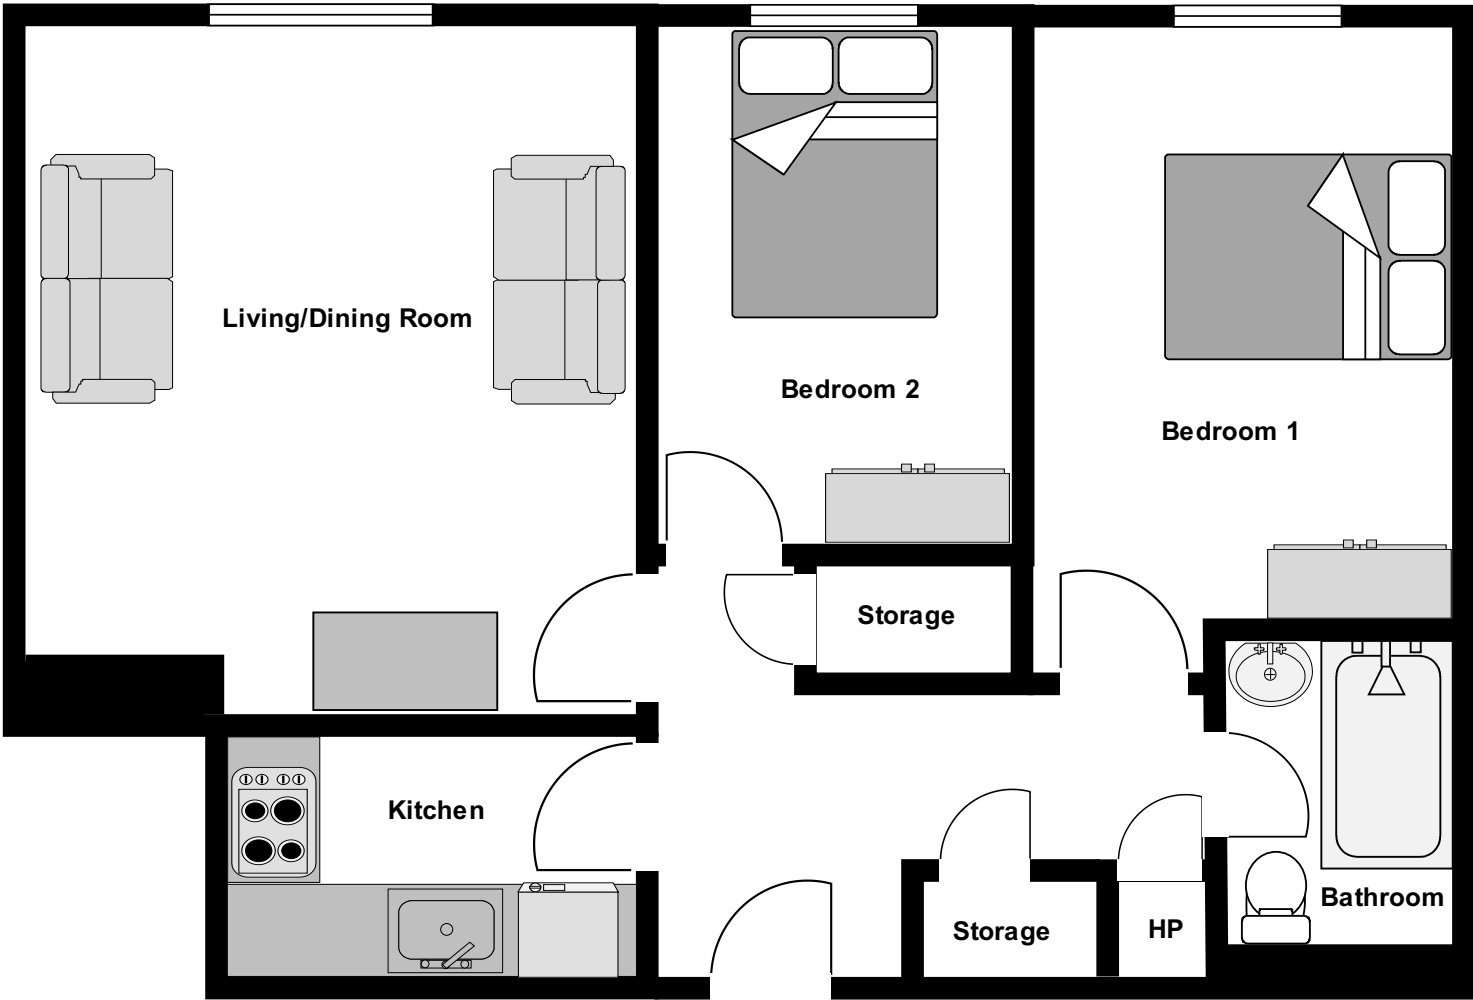 Living/Dining Room
Bedroom 2
Bedroom 1
Storage
Kitchen
Bathroom
Storage
HP